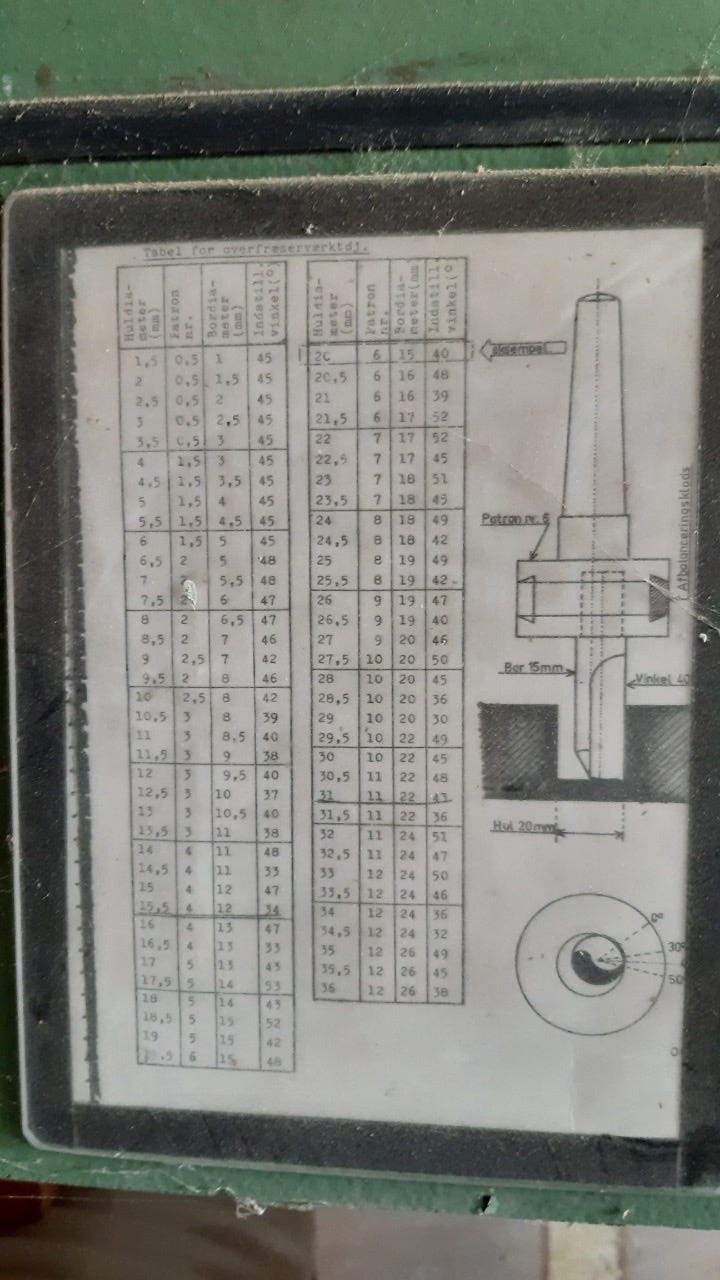 Tabel for overfræserværktøj.
Huldia-
meter
(mm)
Patron
nr.
Bordia-
meter
(mm)
Indstill.
vinkel(°)
1,5 0,5 1 45
2 0,5 1,5 45
2,5 0,5 2 45
3 0,5 2,5 45
3,5 0,5 3 45
4 1,5 3 45
4,5 1,5 3,5 45
5 1,5 4 45
5,5 1,5 4,5 45
6 1,5 5 45
6,5 2 5 48
7 2 5,5 48
7,5 2 6 47
8 2 6,5 47
8,5 2 7 46
9 2,5 7 42
9,5 2 8 46
10 2,5 8 42
10,5 3 8 39
11 3 8,5 40
11,5 3 9 38
12 3 9,5 40
12,5 3 10 37
13 3 10,5 40
13,5 3 11 38
14 4 11 48
14,5 4 11 33
15 4 12 47
15,5 4 12 34
16 4 13 47
16,5 4 13 33
17 5 13 43
17,5 5 14 53
18 5 14 43
18,5 5 15 52
19 5 15 42
,5 6 15 48
Huldia-
meter
(mm)
Patron
nr.
Bordia-
meter(mm)
Indstill.
vinkel(°
20 6 15 40
20,5 6 16 48
21 6 16 39
21,5 6 17 52
22 7 17 52
22,5 7 17 45
23 7 18 51
23,5 7 18 45
24 8 18 49
24,5 8 18 42
25 8 19 49
25,5 8 19 42
26 9 19 47
26,5 9 19 40
27 9 20 46
27,5 10 20 50
28 10 20 45
28,5 10 20 36
29 10 20 30
29,5 10 22 49
30 10 22 45
30,5 11 22 48
31 11 22 43
31,5 11 22 36
32 11 24 51
32,5 11 24 47
33 12 24 50
33,5 12 24 46
34 12 24 36
34,5 12 24 32
35 12 26 49
35,5 12 26 45
36 12 26 38
eksempel.
Patron nr. 6
Afbalanceringsklods
Bor 15mm
Vinkel 40
Hul 20mm
0°
30°
50°
0